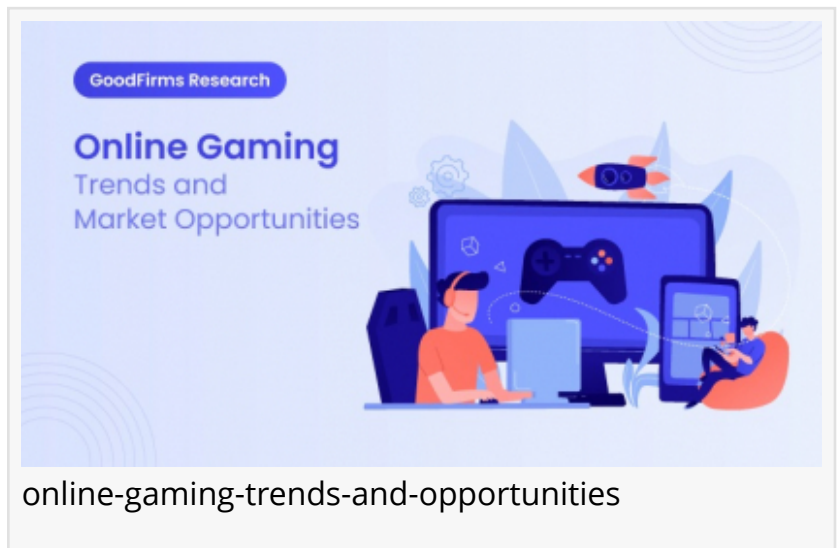 GoodFirms Research
Online Gaming
Trends and
Market Opportunities
online-gaming-trends-and-opportunities